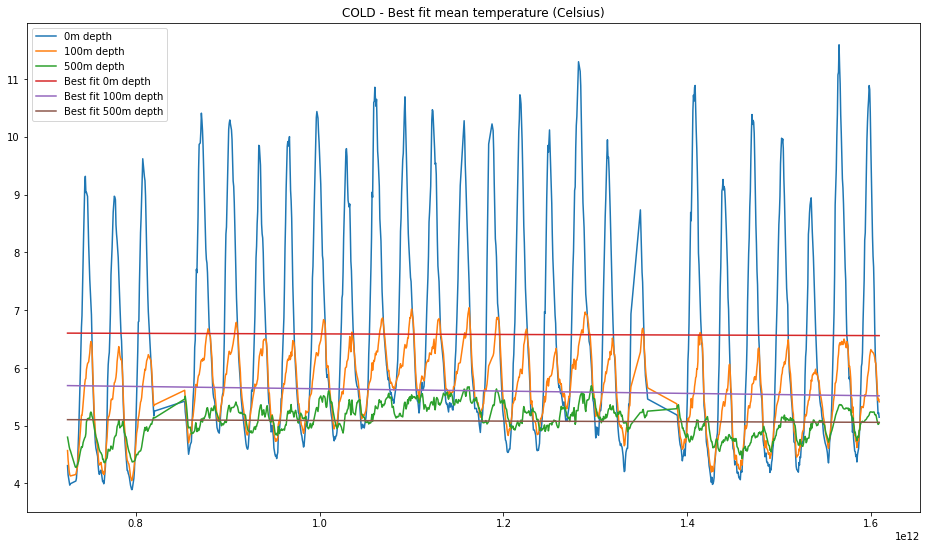 COLD - Best fit mean temperature (Celsius)
0m depth
100m depth
500m depth
Best fit 0m depth
Best fit 100m depth
Best fit 500m depth
11
10
9
8
7
6
5
4
0.8 1.0 1.2 1.4 1.6
1e12